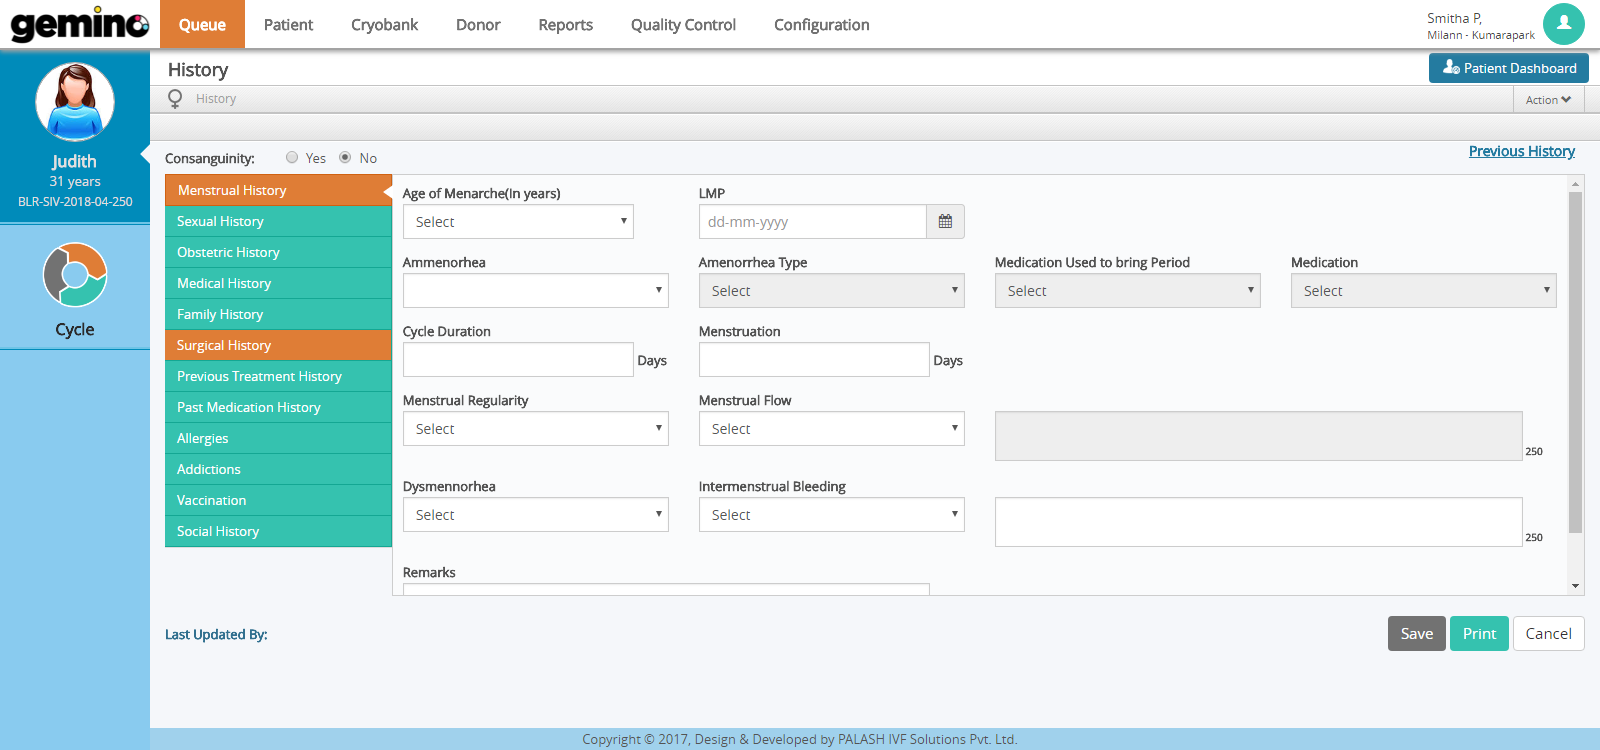 gemino
Queue Patient Cryobank Donor Reports Quality Control Configuration
Smitha P,
Milann - Kumarapark
History
Patient Dashboard
History
Action
Judith
31 years
BLR-SIV-2018-04-250
Cycle
Consanguinity: Yes No
Previous History
Menstrual History
Sexual History
Obstetric History
Medical History
Family History
Surgical History
Previous Treatment History
Past Medication History
Allergies
Addictions
Vaccination
Social History
Age of Menarche(In years) LMP
Select dd-mm-yyyy
Ammenorhea Amenorrhea Type Medication Used to bring Period Medication
Select Select Select
Cycle Duration Menstruation
Days Days
Menstrual Regularity Menstrual Flow
Select Select
250
Dysmennorhea Intermenstrual Bleeding
Select Select
250
Remarks
Last Updated By:
Save Print Cancel
Copyright © 2017, Design & Developed by PALASH IVF Solutions Pvt. Ltd.